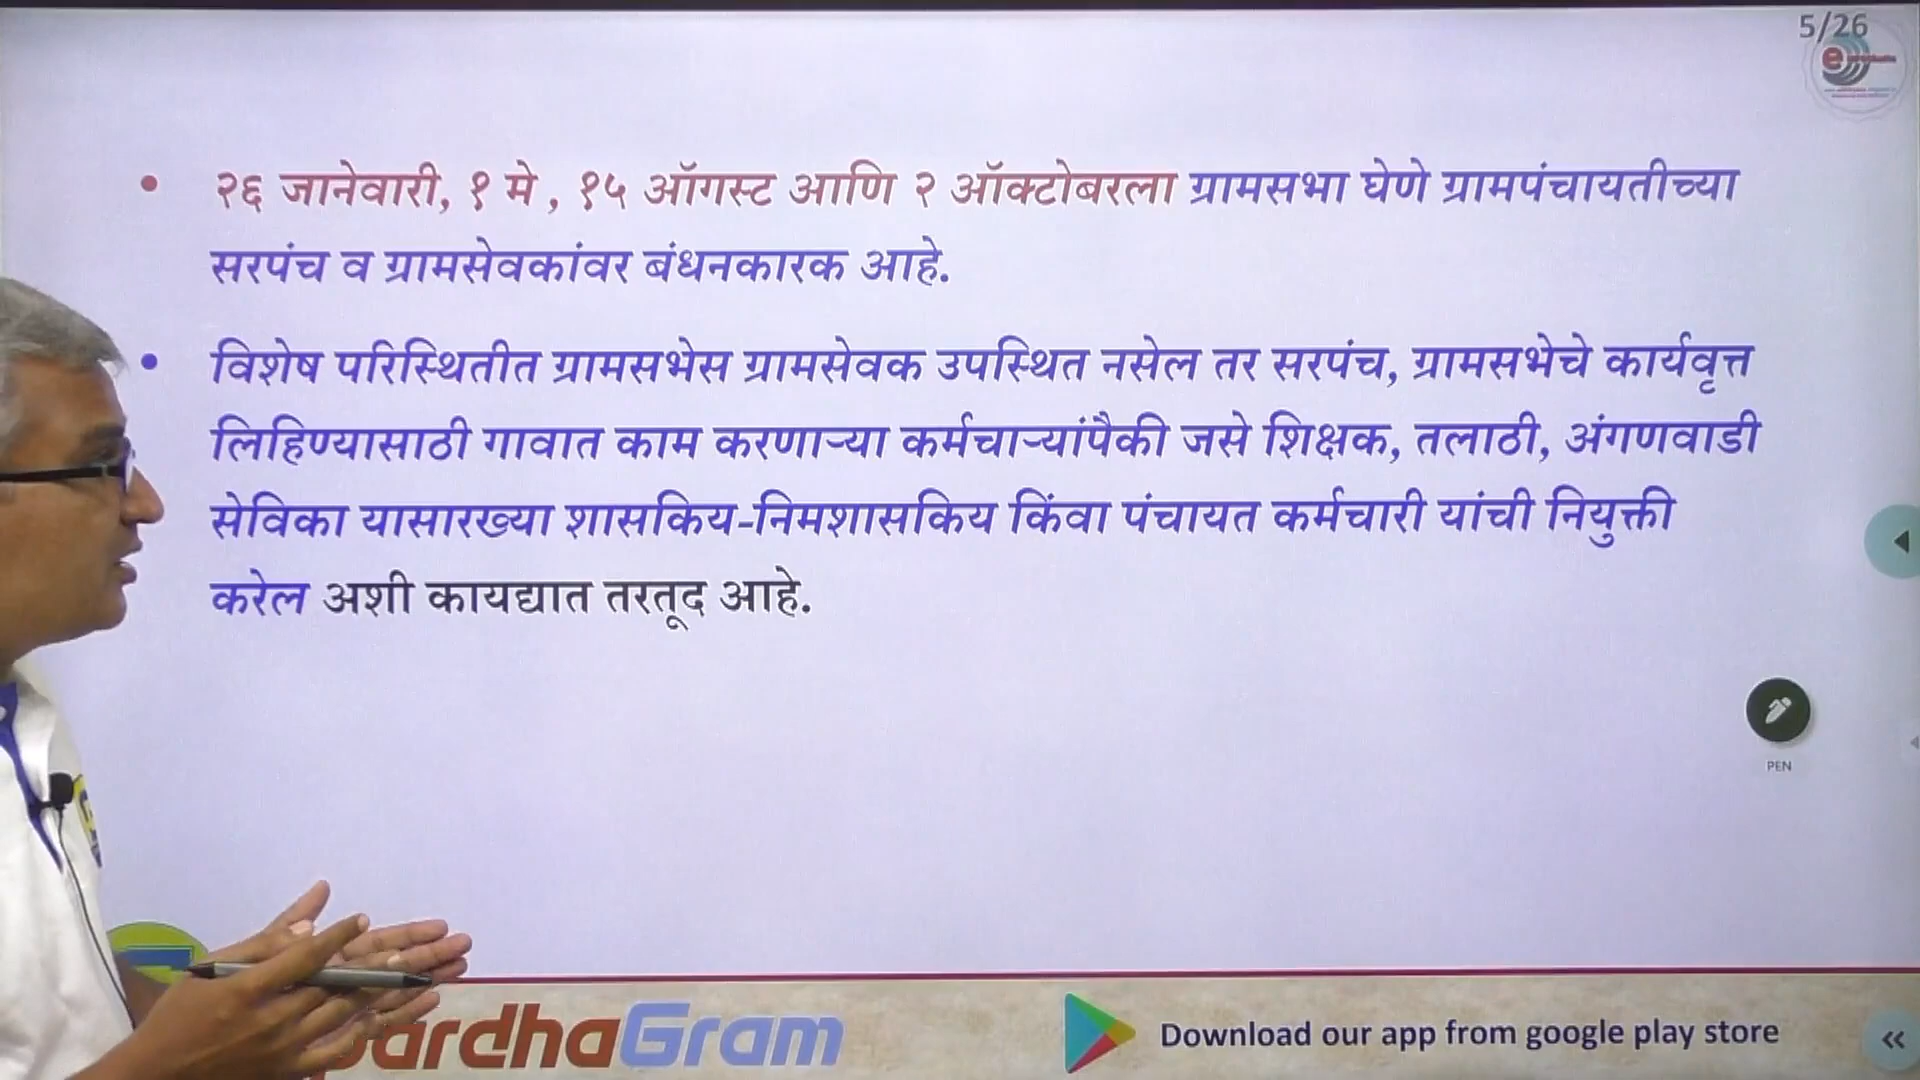 5/26
• २६ जानेवारी, १ मे , १५ ऑगस्ट आणि २ ऑक्टोबरला ग्रामसभा घेणे ग्रामपंचायतीच्या
सरपंच व ग्रामसेवकांवर बंधनकारक आहे.
• विशेष परिस्थितीत ग्रामसभेस ग्रामसेवक उपस्थित नसेल तर सरपंच, ग्रामसभेचे कार्यवृत्त
लिहिण्यासाठी गावात काम करणाऱ्या कर्मचाऱ्यांपैकी जसे शिक्षक, तलाठी, अंगणवाडी
सेविका यासारख्या शासकिय-निमशासकिय किंवा पंचायत कर्मचारी यांची नियुक्ती
करेल अशी कायद्यात तरतूद आहे.
PEN
pardhaGram
Download our app from google play store